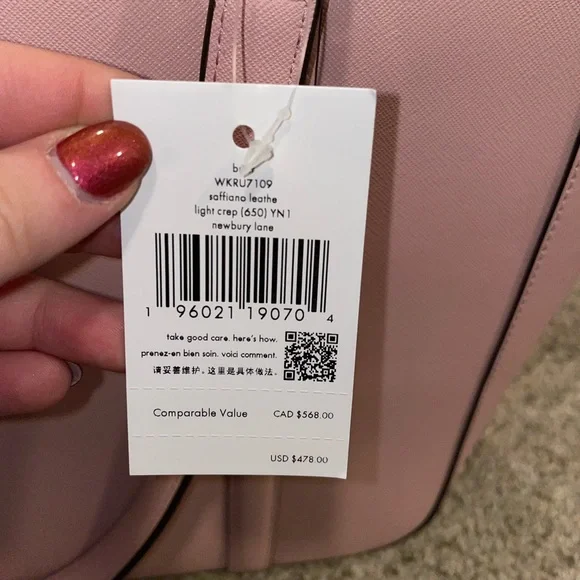 WKRU7109
saffiano leathe
light crep (650) YN1
newbury lane
1 96021 19070 4
take good care. here's how.
prenez-en bien soin. voici comment.
请妥善维护。这里是具体做法。
Comparable Value CAD $568.00
USD $478.00